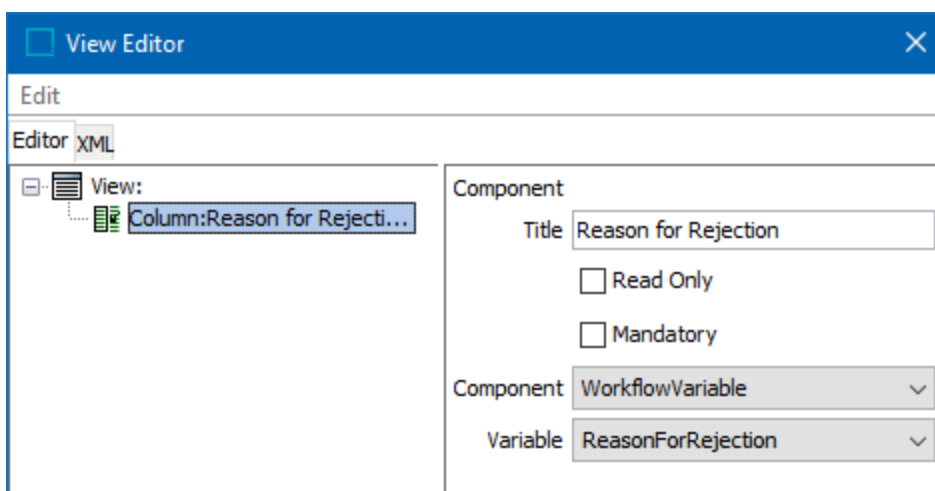 View Editor
Edit
Editor XML
View:
Column:Reason for Rejecti...
Component
Title Reason for Rejection
Read Only
Mandatory
Component WorkflowVariable
Variable ReasonForRejection